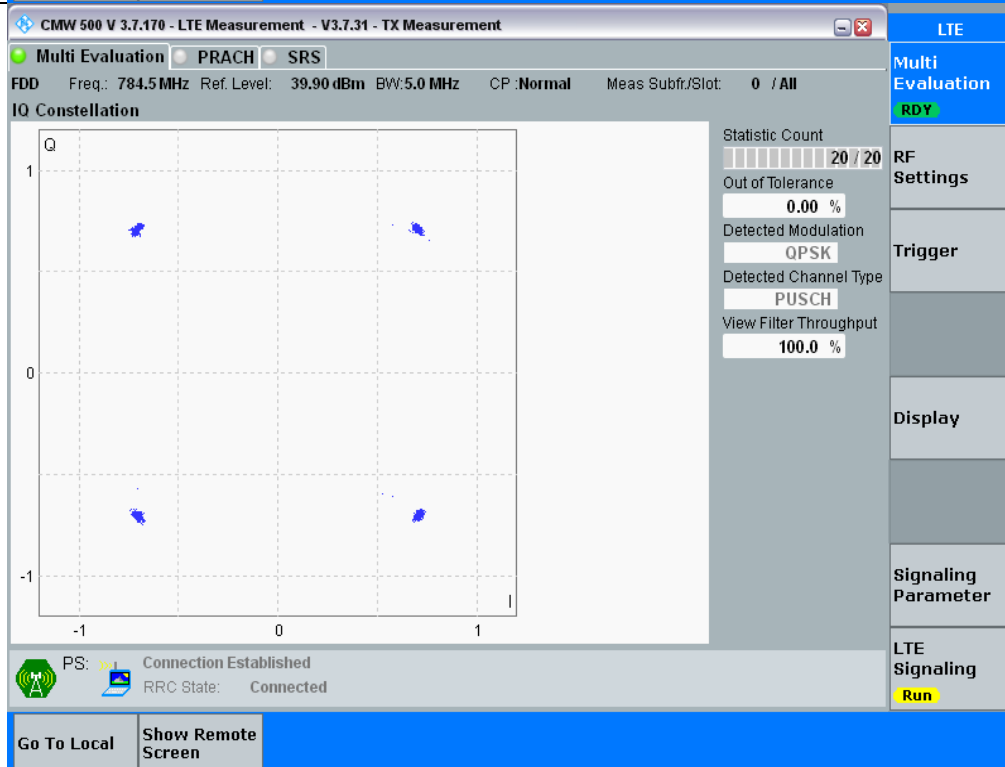 CMW 500 V 3.7.170 - LTE Measurement - V3.7.31 - TX Measurement
LTE
Multi Evaluation PRACH SRS
FDD Freq.: 784.5 MHz Ref. Level: 39.90 dBm BW: 5.0 MHz CP : Normal Meas Subfr./Slot: 0 / All
IQ Constellation
Q
1
0
-1
-1 0 1
I
Statistic Count
20 / 20
Out of Tolerance
0.00 %
Detected Modulation
QPSK
Detected Channel Type
PUSCH
View Filter Throughput
100.0 %
Multi
Evaluation
RDY
RF
Settings
Trigger
Display
Signaling
Parameter
LTE
Signaling
Run
PS: Connection Established
RRC State: Connected
Go To Local
Show Remote
Screen